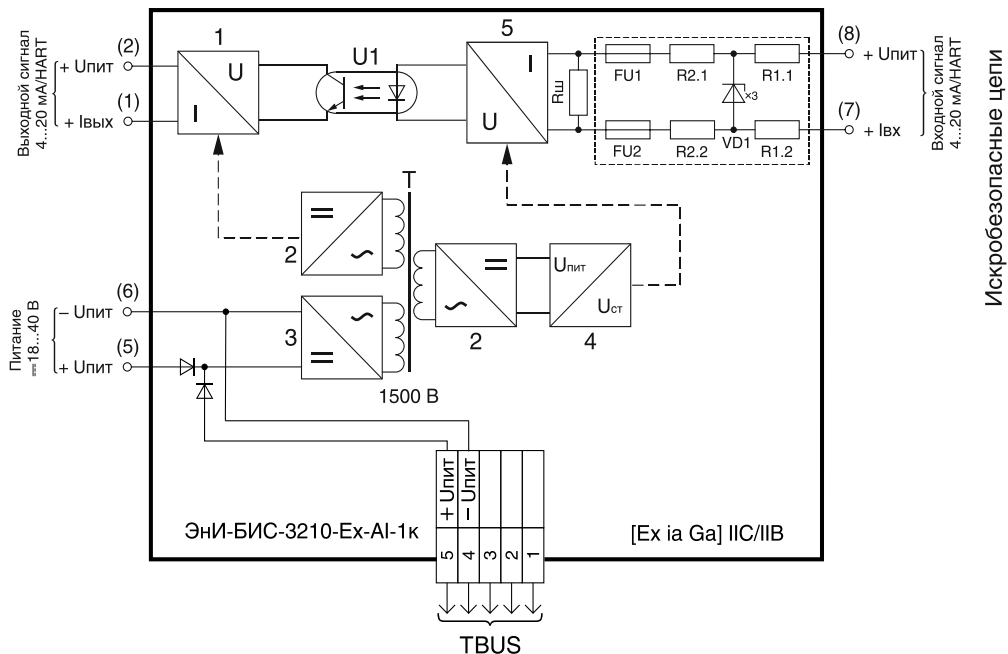 Выходной сигнал
4...20 мА/HART
(2)
+ Uпит
(1)
+ Iвых
1
U
I
U1
5
I
U
Rш
FU1
R2.1
R1.1
×3
FU2
R2.2
VD1
R1.2
(8)
+ Uпит
(7)
+ Iвх
Входной сигнал
4...20 мА/HART
Искробезопасные цепи
T
2
3
2
Uпит
Uст
4
1500 В
Питание
⎓18...40 В
(6)
– Uпит
(5)
+ Uпит
+ Uпит
– Uпит
5
4
3
2
1
ЭнИ-БИС-3210-Ex-AI-1к
[Ex ia Ga] IIC/IIB
TBUS